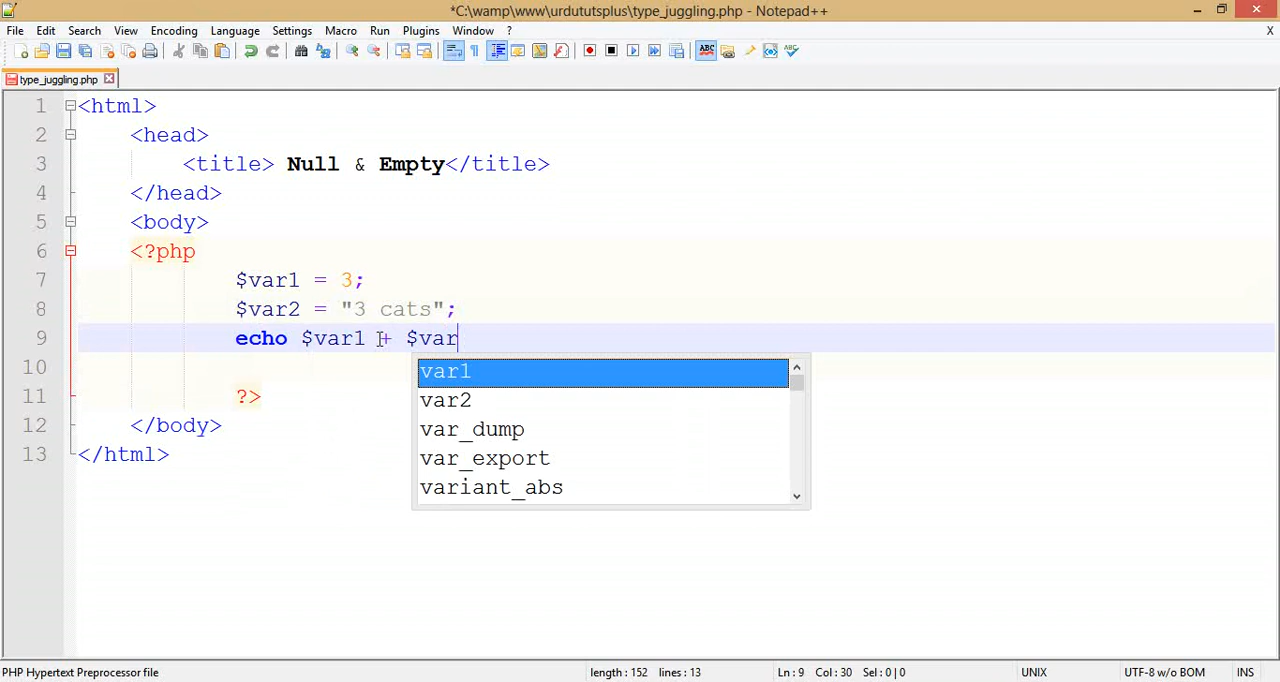 *C:\wamp\www\urdututsplus\type_juggling.php - Notepad++
File Edit Search View Encoding Language Settings Macro Run Plugins Window ? X
type_juggling.php
1 <html>
2 <head>
3 <title> Null & Empty</title>
4 </head>
5 <body>
6 <?php
7 $var1 = 3;
8 $var2 = "3 cats";
9 echo $var1 + $var
10
var1
11 ?>
var2
12 </body>
var_dump
13 </html>
var_export
variant_abs
PHP Hypertext Preprocessor file length : 152 lines : 13 Ln : 9 Col : 30 Sel : 0 | 0 UNIX UTF-8 w/o BOM INS